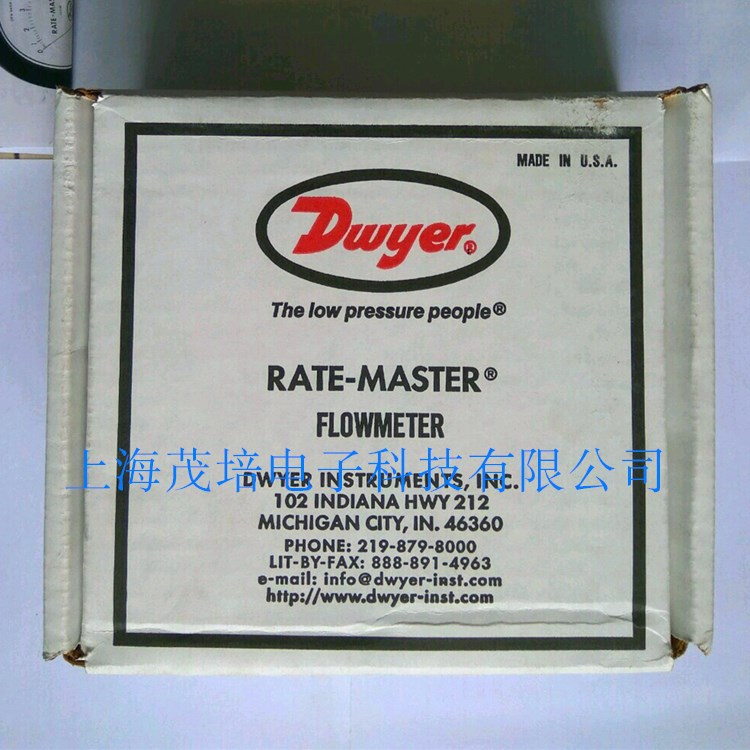 RATE-MAS
MADE IN U.S.A.
Dwyer®
The low pressure people®
RATE-MASTER®
FLOWMETER
上海茂培电子科技有限公司
DWYER INSTRUMENTS, INC.
102 INDIANA HWY 212
MICHIGAN CITY, IN. 46360
PHONE: 219-879-8000
LIT-BY-FAX: 888-891-4963
e-mail: info@dwyer-inst.com
http://www.dwyer-inst.com